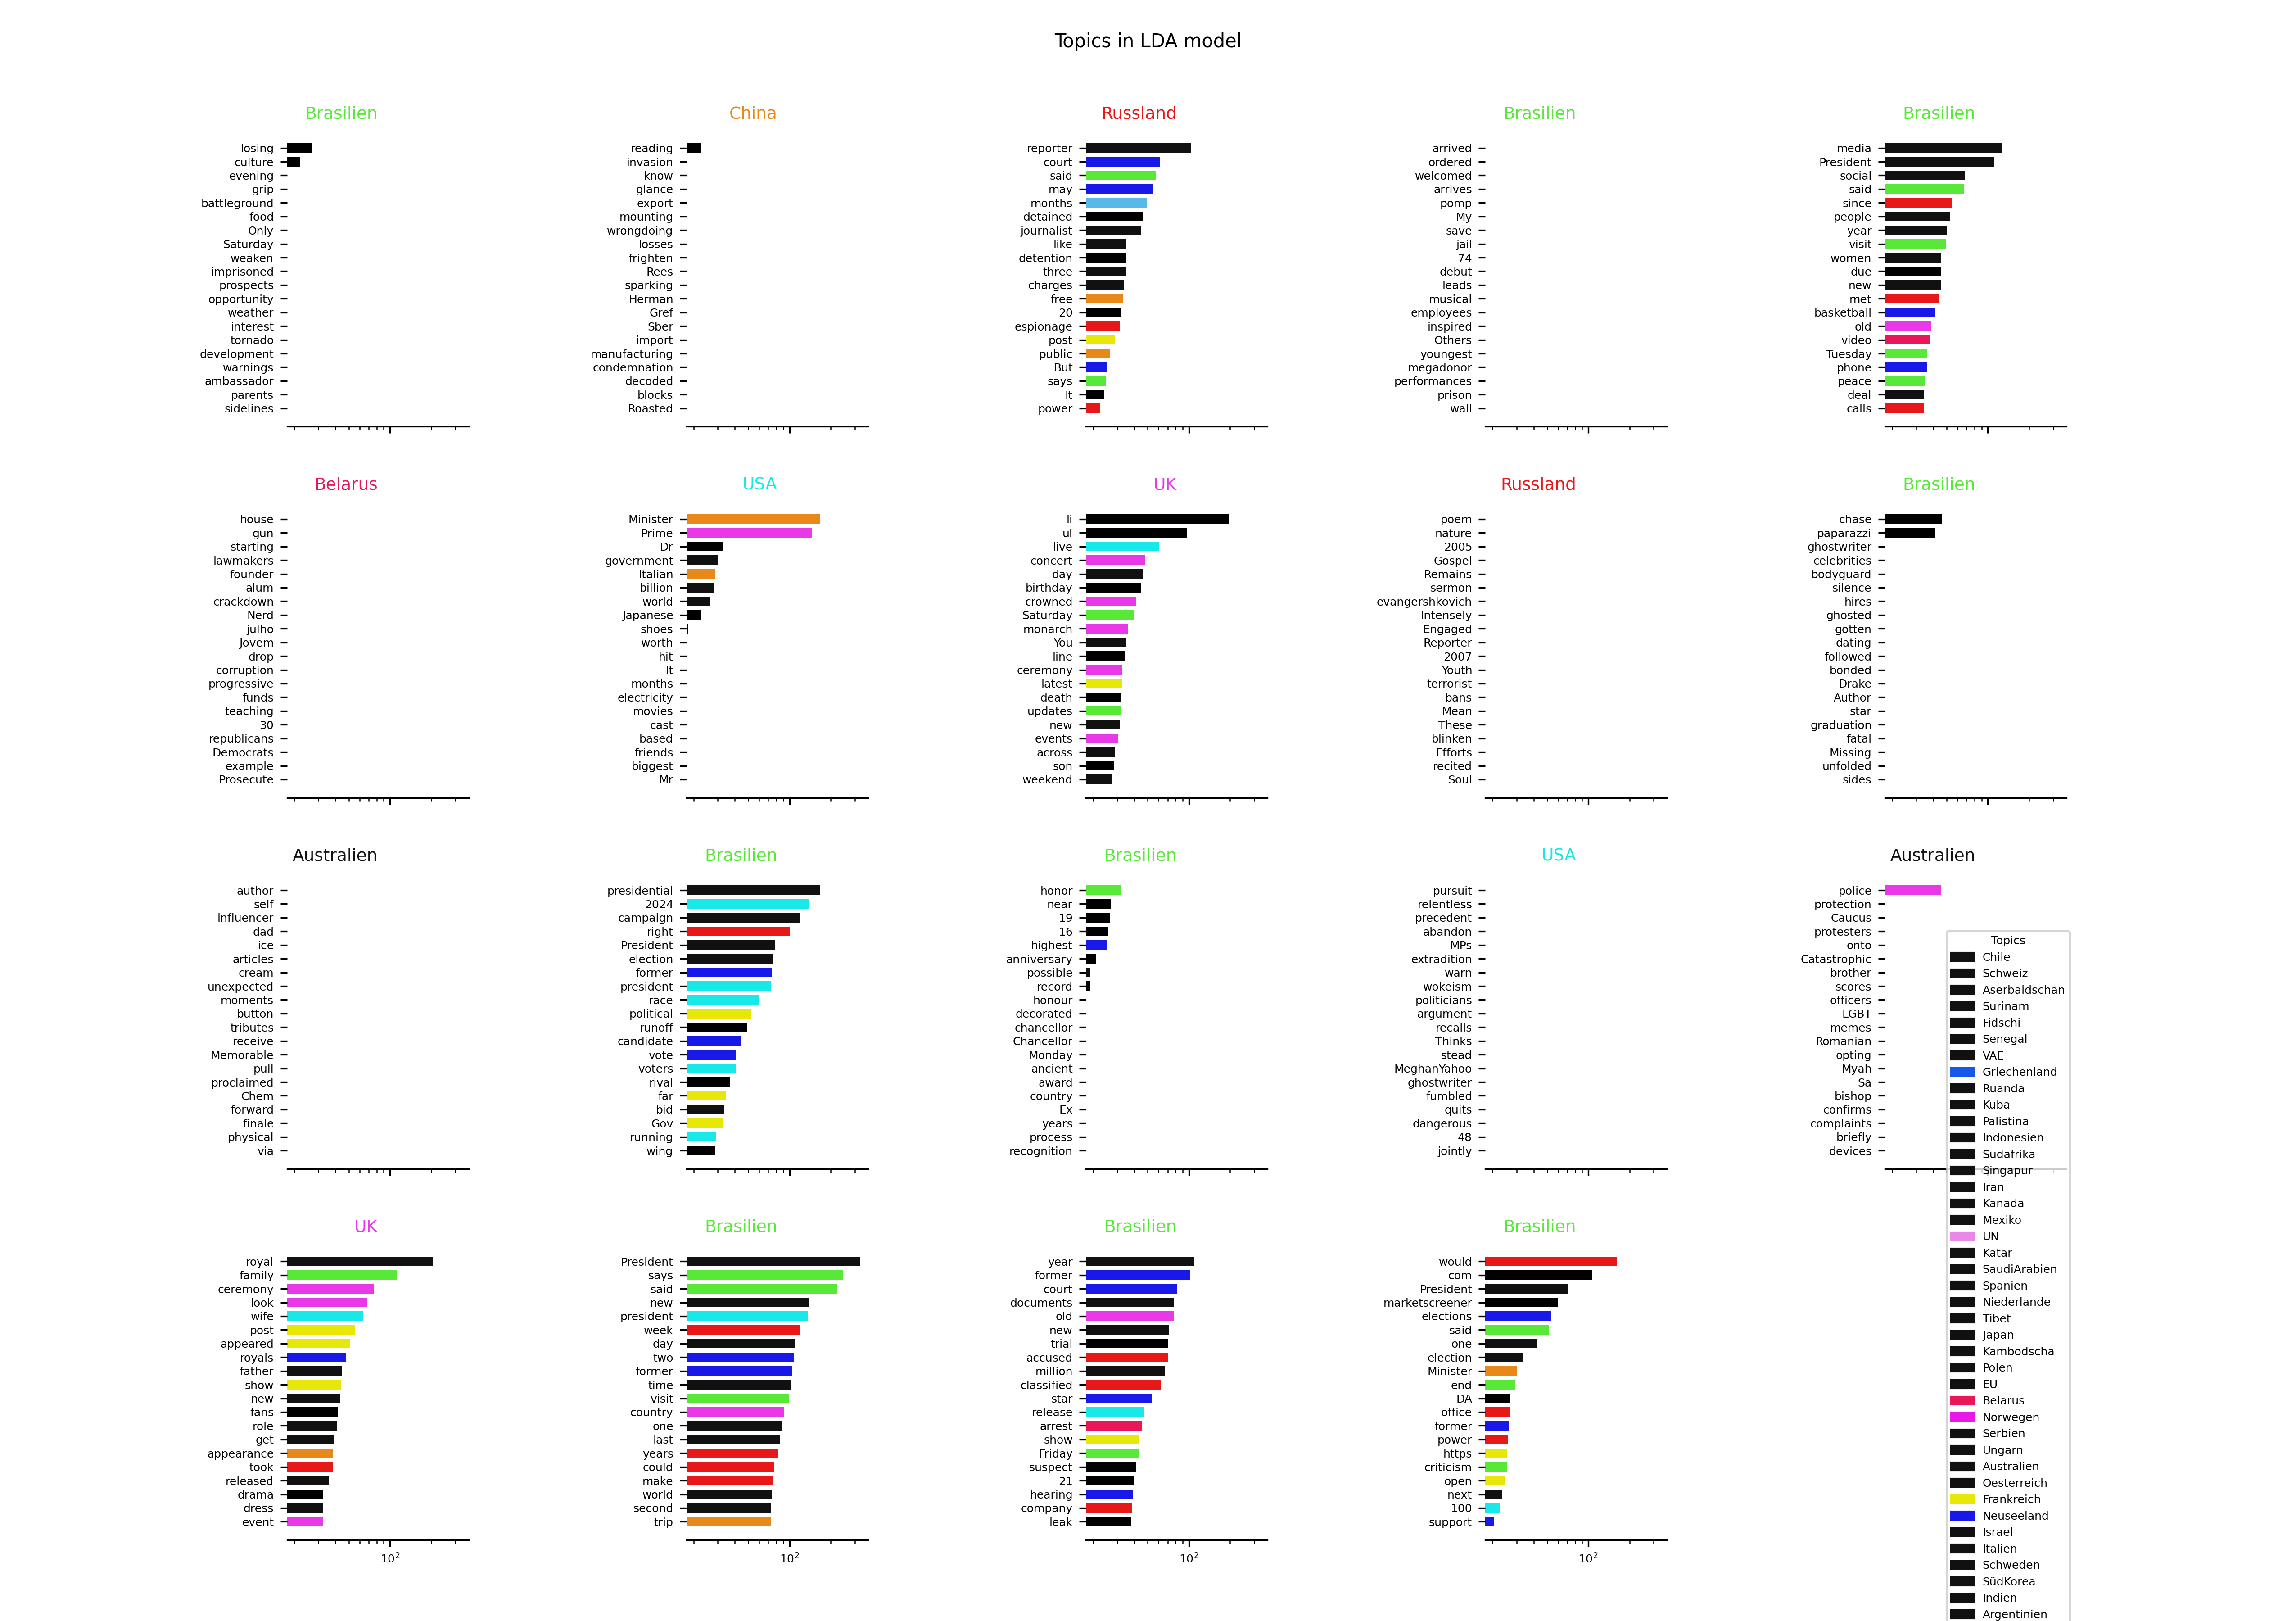 Topics in LDA model
Brasilien
losing
culture
evening
grip
battleground
food
Only
Saturday
weaken
imprisoned
prospects
opportunity
weather
interest
tornado
development
warnings
ambassador
parents
sidelines
China
reading
invasion
know
glance
export
mounting
wrongdoing
losses
frighten
Rees
sparking
Herman
Gref
Sber
import
manufacturing
condemnation
decoded
blocks
Roasted
Russland
reporter
court
said
may
months
detained
journalist
like
detention
three
charges
free
20
espionage
post
public
But
says
It
power
Brasilien
arrived
ordered
welcomed
arrives
pomp
My
save
jail
74
debut
leads
musical
employees
inspired
Others
youngest
megadonor
performances
prison
wall
Brasilien
media
President
social
said
since
people
year
visit
women
due
new
met
basketball
old
video
Tuesday
phone
peace
deal
calls
Belarus
house
gun
starting
lawmakers
founder
alum
crackdown
Nerd
julho
Jovem
drop
corruption
progressive
funds
teaching
30
republicans
Democrats
example
Prosecute
USA
Minister
Prime
Dr
government
Italian
billion
world
Japanese
shoes
worth
hit
It
months
electricity
movies
cast
based
friends
biggest
Mr
UK
li
ul
live
concert
day
birthday
crowned
Saturday
monarch
You
line
ceremony
latest
death
updates
new
events
across
son
weekend
Russland
poem
nature
2005
Gospel
Remains
sermon
evangershkovich
Intensely
Engaged
Reporter
2007
Youth
terrorist
bans
Mean
These
blinken
Efforts
recited
Soul
Brasilien
chase
paparazzi
ghostwriter
celebrities
bodyguard
silence
hires
ghosted
gotten
dating
followed
bonded
Drake
Author
star
graduation
fatal
Missing
unfolded
sides
Australien
author
self
influencer
dad
ice
articles
cream
unexpected
moments
button
tributes
receive
Memorable
pull
proclaimed
Chem
forward
finale
physical
via
Brasilien
presidential
2024
campaign
right
President
election
former
president
race
political
runoff
candidate
vote
voters
rival
far
bid
Gov
running
wing
Brasilien
honor
near
19
16
highest
anniversary
possible
record
honour
decorated
chancellor
Chancellor
Monday
ancient
award
country
Ex
years
process
recognition
USA
pursuit
relentless
precedent
abandon
MPs
extradition
warn
wokeism
politicians
argument
recalls
Thinks
stead
MeghanYahoo
ghostwriter
fumbled
quits
dangerous
48
jointly
Australien
police
protection
Caucus
protesters
onto
Catastrophic
brother
scores
officers
LGBT
memes
Romanian
opting
Myah
Sa
bishop
confirms
complaints
briefly
devices
UK
royal
family
ceremony
look
wife
post
appeared
royals
father
show
new
fans
role
get
appearance
took
released
drama
dress
event
10²
Brasilien
President
says
said
new
president
week
day
two
former
time
visit
country
one
last
years
could
make
world
second
trip
10²
Brasilien
year
former
court
documents
old
new
trial
accused
million
classified
star
release
arrest
show
Friday
suspect
21
hearing
company
leak
10²
Brasilien
would
com
President
marketscreener
elections
said
one
election
Minister
end
DA
office
former
power
https
criticism
open
next
100
support
10²
Topics
Chile
Schweiz
Aserbaidschan
Surinam
Fidschi
Senegal
VAE
Griechenland
Ruanda
Kuba
Palistina
Indonesien
Südafrika
Singapur
Iran
Kanada
Mexiko
UN
Katar
SaudiArabien
Spanien
Niederlande
Tibet
Japan
Kambodscha
Polen
EU
Belarus
Norwegen
Serbien
Ungarn
Australien
Oesterreich
Frankreich
Neuseeland
Israel
Italien
Schweden
SüdKorea
Indien
Argentinien